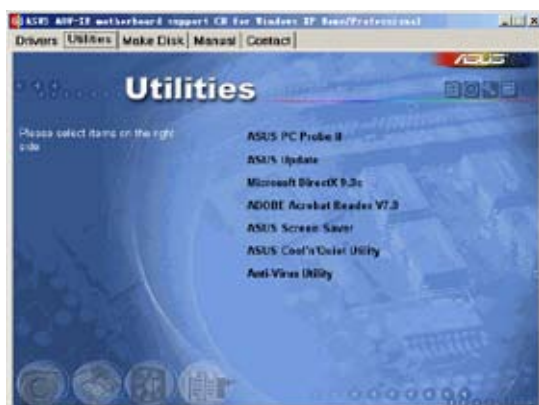 motherboard support CD for Windows XP Home/Professional
Drivers Utilities Make Disk Manual Contact
ASUS
Utilities
Please select items on the right side
ASUS PC Probe II
ASUS Update
Microsoft DirectX 9.0c
ADOBE Acrobat Reader V7.0
ASUS Screen Saver
ASUS Cool'n'Quiet Utility
Anti-Virus Utility